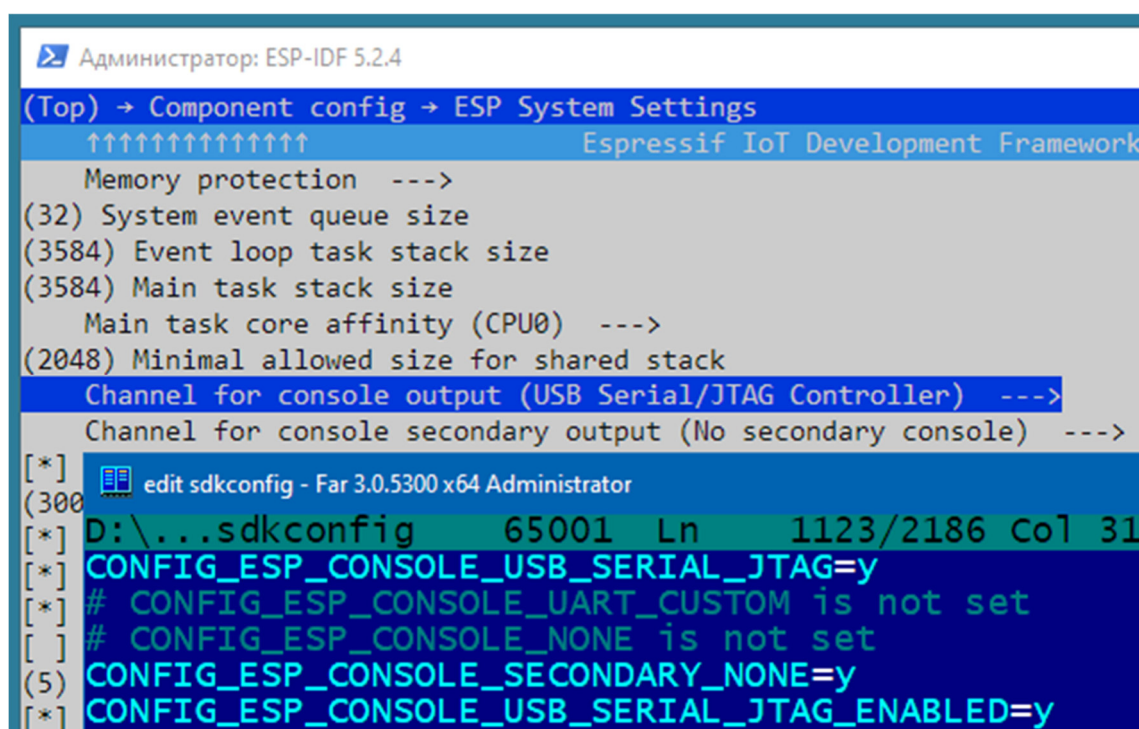 Администратор: ESP-IDF 5.2.4
(Top) → Component config → ESP System Settings
↑↑↑↑↑↑↑↑↑↑↑↑↑↑ Espressif IoT Development Framework
Memory protection --->
(32) System event queue size
(3584) Event loop task stack size
(3584) Main task stack size
Main task core affinity (CPU0) --->
(2048) Minimal allowed size for shared stack
Channel for console output (USB Serial/JTAG Controller) --->
Channel for console secondary output (No secondary console) --->
[*]
edit sdkconfig - Far 3.0.5300 x64 Administrator
(300
[*] D:\...sdkconfig 65001 Ln 1123/2186 Col 31
[*] CONFIG_ESP_CONSOLE_USB_SERIAL_JTAG=y
[*] # CONFIG_ESP_CONSOLE_UART_CUSTOM is not set
[ ] # CONFIG_ESP_CONSOLE_NONE is not set
(5) CONFIG_ESP_CONSOLE_SECONDARY_NONE=y
[*] CONFIG_ESP_CONSOLE_USB_SERIAL_JTAG_ENABLED=y